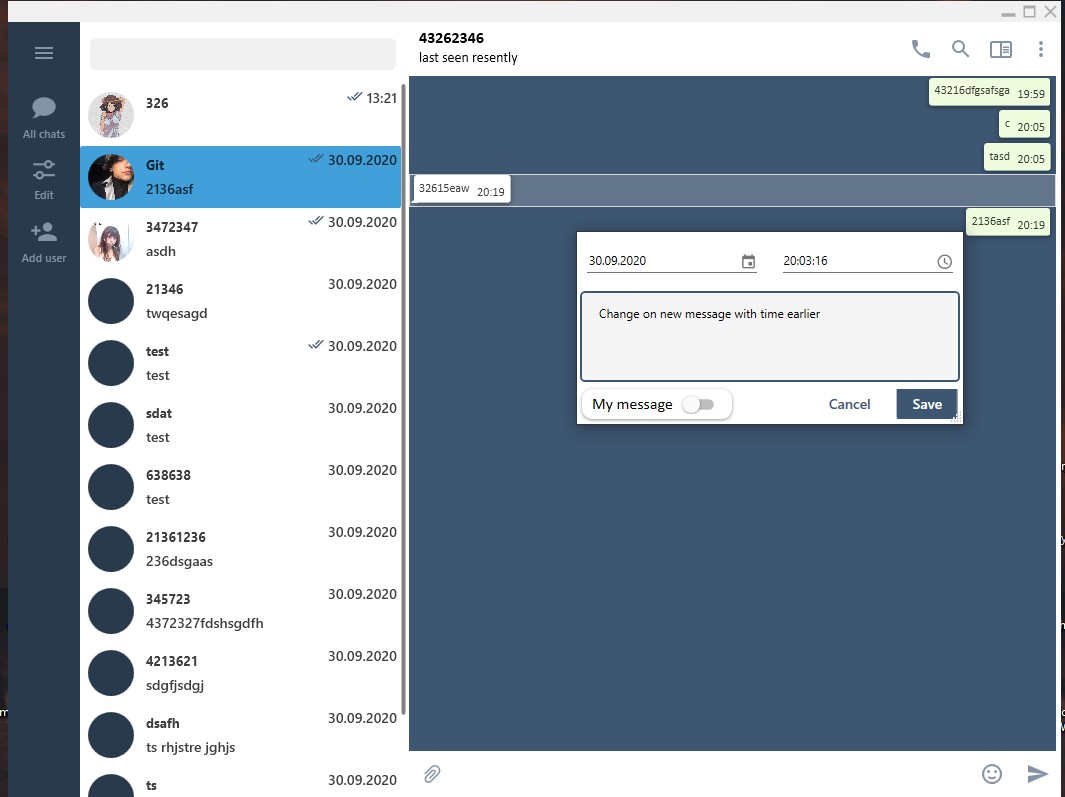 All chats
Edit
Add user
326
13:21
Git
30.09.2020
2136asf
3472347
30.09.2020
asdh
21346
30.09.2020
twqesagd
test
30.09.2020
test
sdat
30.09.2020
test
638638
30.09.2020
test
21361236
30.09.2020
236dsgaas
345723
30.09.2020
4372327fdshsgdfh
4213621
30.09.2020
sdgfjsdgj
dsafh
30.09.2020
ts rhjstre jghjs
ts
30.09.2020
43262346
last seen resently
43216dfgsafsga 19:59
c 20:05
tasd 20:05
32615eaw 20:19
2136asf 20:19
30.09.2020
20:03:16
Change on new message with time earlier
My message
Cancel
Save